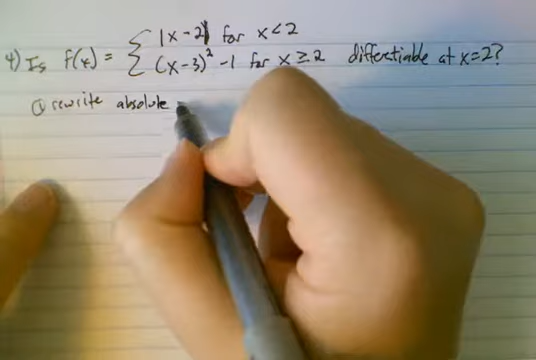 |x-2| for x<2
4) Is f(x) = { (x-3)² -1 for x ≥ 2 differentiable at x=2?
① rewrite absolute